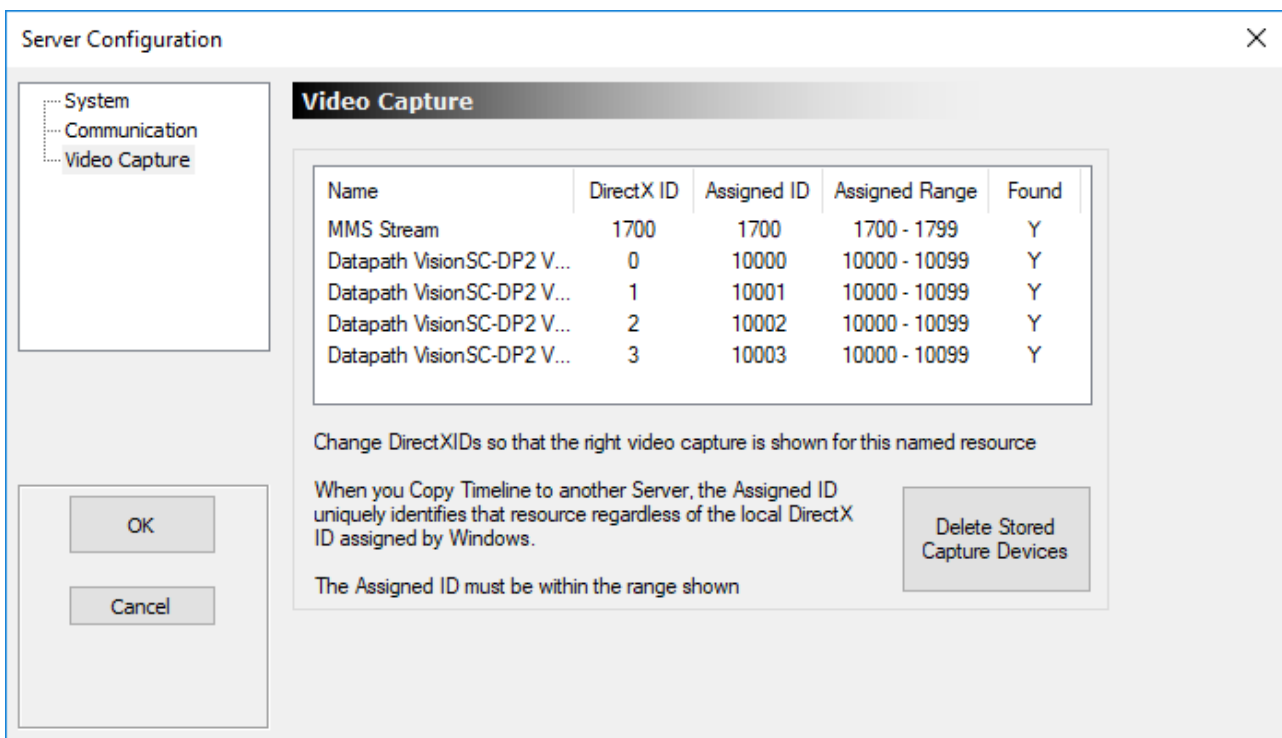 Server Configuration
System
Communication
Video Capture
Video Capture
Name DirectX ID Assigned ID Assigned Range Found
MMS Stream 1700 1700 1700 - 1799 Y
Datapath VisionSC-DP2 V... 0 10000 10000 - 10099 Y
Datapath VisionSC-DP2 V... 1 10001 10000 - 10099 Y
Datapath VisionSC-DP2 V... 2 10002 10000 - 10099 Y
Datapath VisionSC-DP2 V... 3 10003 10000 - 10099 Y
Change DirectXIDs so that the right video capture is shown for this named resource
When you Copy Timeline to another Server, the Assigned ID
uniquely identifies that resource regardless of the local DirectX
ID assigned by Windows.
The Assigned ID must be within the range shown
Delete Stored
Capture Devices
OK
Cancel